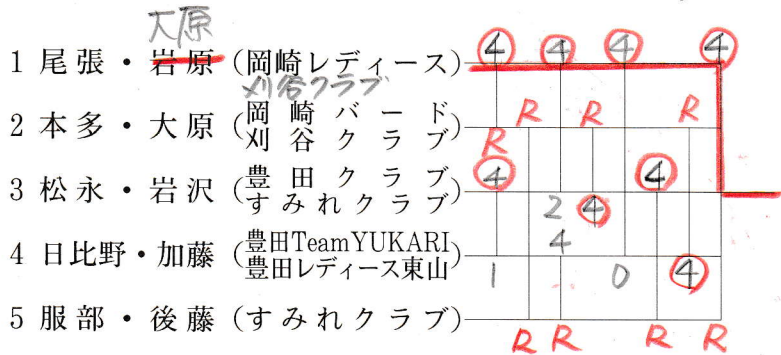 大原
④ ④ ④ ④
1 尾張・岩原 (岡崎レディース)
刈谷クラブ
R R R
2 本多・大原 (岡崎バード
刈谷クラブ)
R
④ ④
3 松永・岩沢 (豊田クラブ
すみれクラブ)
2 ④
4
4 日比野・加藤 (豊田TeamYUKARI
豊田レディース東山)
1 0 ④
5 服部・後藤 (すみれクラブ)
R R R R